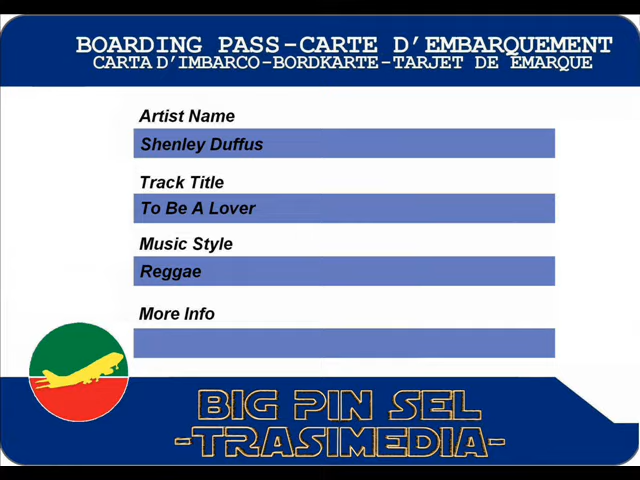 BOARDING PASS-CARTE D'EMBARQUEMENT
CARTA D'IMBARCO-BORDKARTE-TARJET DE EMARQUE
Artist Name
Shenley Duffus
Track Title
To Be A Lover
Music Style
Reggae
More Info
BIG PIN SEL
-TRASIMEDIA-